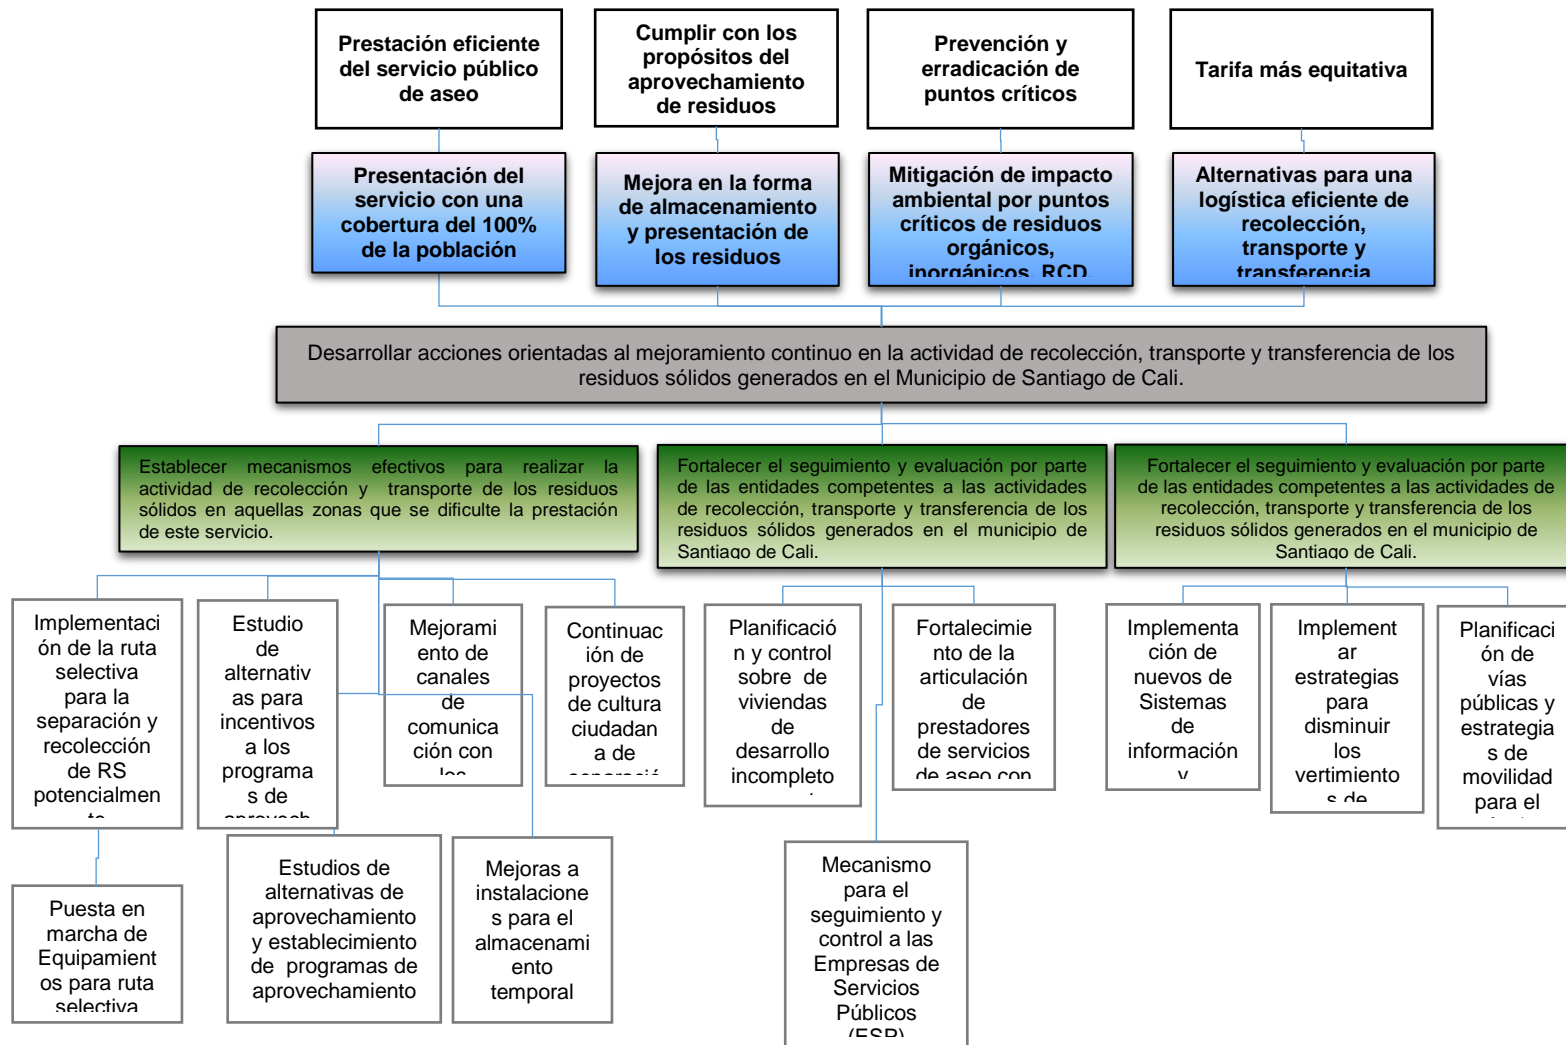 Prestación eficiente
del servicio público
de aseo
Cumplir con los
propósitos del
aprovechamiento
de residuos
Prevención y
erradicación de
puntos críticos
Tarifa más equitativa
Presentación del
servicio con una
cobertura del 100%
de la población
Mejora en la forma
de almacenamiento
y presentación de
los residuos
Mitigación de impacto
ambiental por puntos
críticos de residuos
orgánicos,
inorgánicos, RCD
Alternativas para una
logística eficiente de
recolección,
transporte y
transferencia
Desarrollar acciones orientadas al mejoramiento continuo en la actividad de recolección, transporte y transferencia de los
residuos sólidos generados en el Municipio de Santiago de Cali.
Establecer mecanismos efectivos para realizar la
actividad de recolección y transporte de los residuos
sólidos en aquellas zonas que se dificulte la prestación
de este servicio.
Fortalecer el seguimiento y evaluación por parte
de las entidades competentes a las actividades
de recolección, transporte y transferencia de los
residuos sólidos generados en el municipio de
Santiago de Cali.
Fortalecer el seguimiento y evaluación por parte
de las entidades competentes a las actividades de
recolección, transporte y transferencia de los
residuos sólidos generados en el municipio de
Santiago de Cali.
Implementaci
ón de la ruta
selectiva
para la
separación y
recolección
de RS
potencialmen
Estudio
de
alternativ
as para
incentivos
a los
programa
s de
aprovech
Mejorami
ento de
canales
de
comunica
ción con
los
Continuac
ión de
proyectos
de cultura
ciudadan
a de
separació
Planificació
n y control
sobre de
viviendas
de
desarrollo
incompleto
Fortalecimie
nto de la
articulación
de
prestadores
de servicios
de aseo con
Implementa
ción de
nuevos de
Sistemas
de
información
y
Implement
ar
estrategias
para
disminuir
los
vertimiento
s de
Planificaci
ón de
vías
públicas y
estrategia
s de
movilidad
para el
Puesta en
marcha de
Equipamient
os para ruta
selectiva
Estudios de
alternativas de
aprovechamiento
y establecimiento
de programas de
aprovechamiento
Mejoras a
instalacione
s para el
almacenami
ento
temporal
Mecanismo
para el
seguimiento y
control a las
Empresas de
Servicios
Públicos
(ESP)